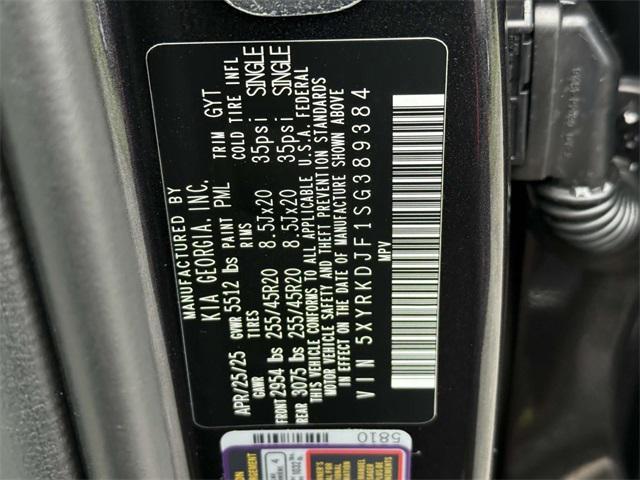 MANUFACTURED BY
KIA GEORGIA, INC.
APR/25/25 GVWR 5512 lbs PAINT PML TRIM GYT
GAWR TIRES RIMS COLD TIRE INFL
FRONT 2954 lbs 255/45R20 8.5Jx20 35psi SINGLE
REAR 3075 lbs 255/45R20 8.5Jx20 35psi SINGLE
THIS VEHICLE CONFORMS TO ALL APPLICABLE U.S.A. FEDERAL
MOTOR VEHICLE SAFETY AND THEFT PREVENTION STANDARDS
IN EFFECT ON THE DATE OF MANUFACTURE SHOWN ABOVE
VIN 5XYRKDJF1SG389384
MPV
5810